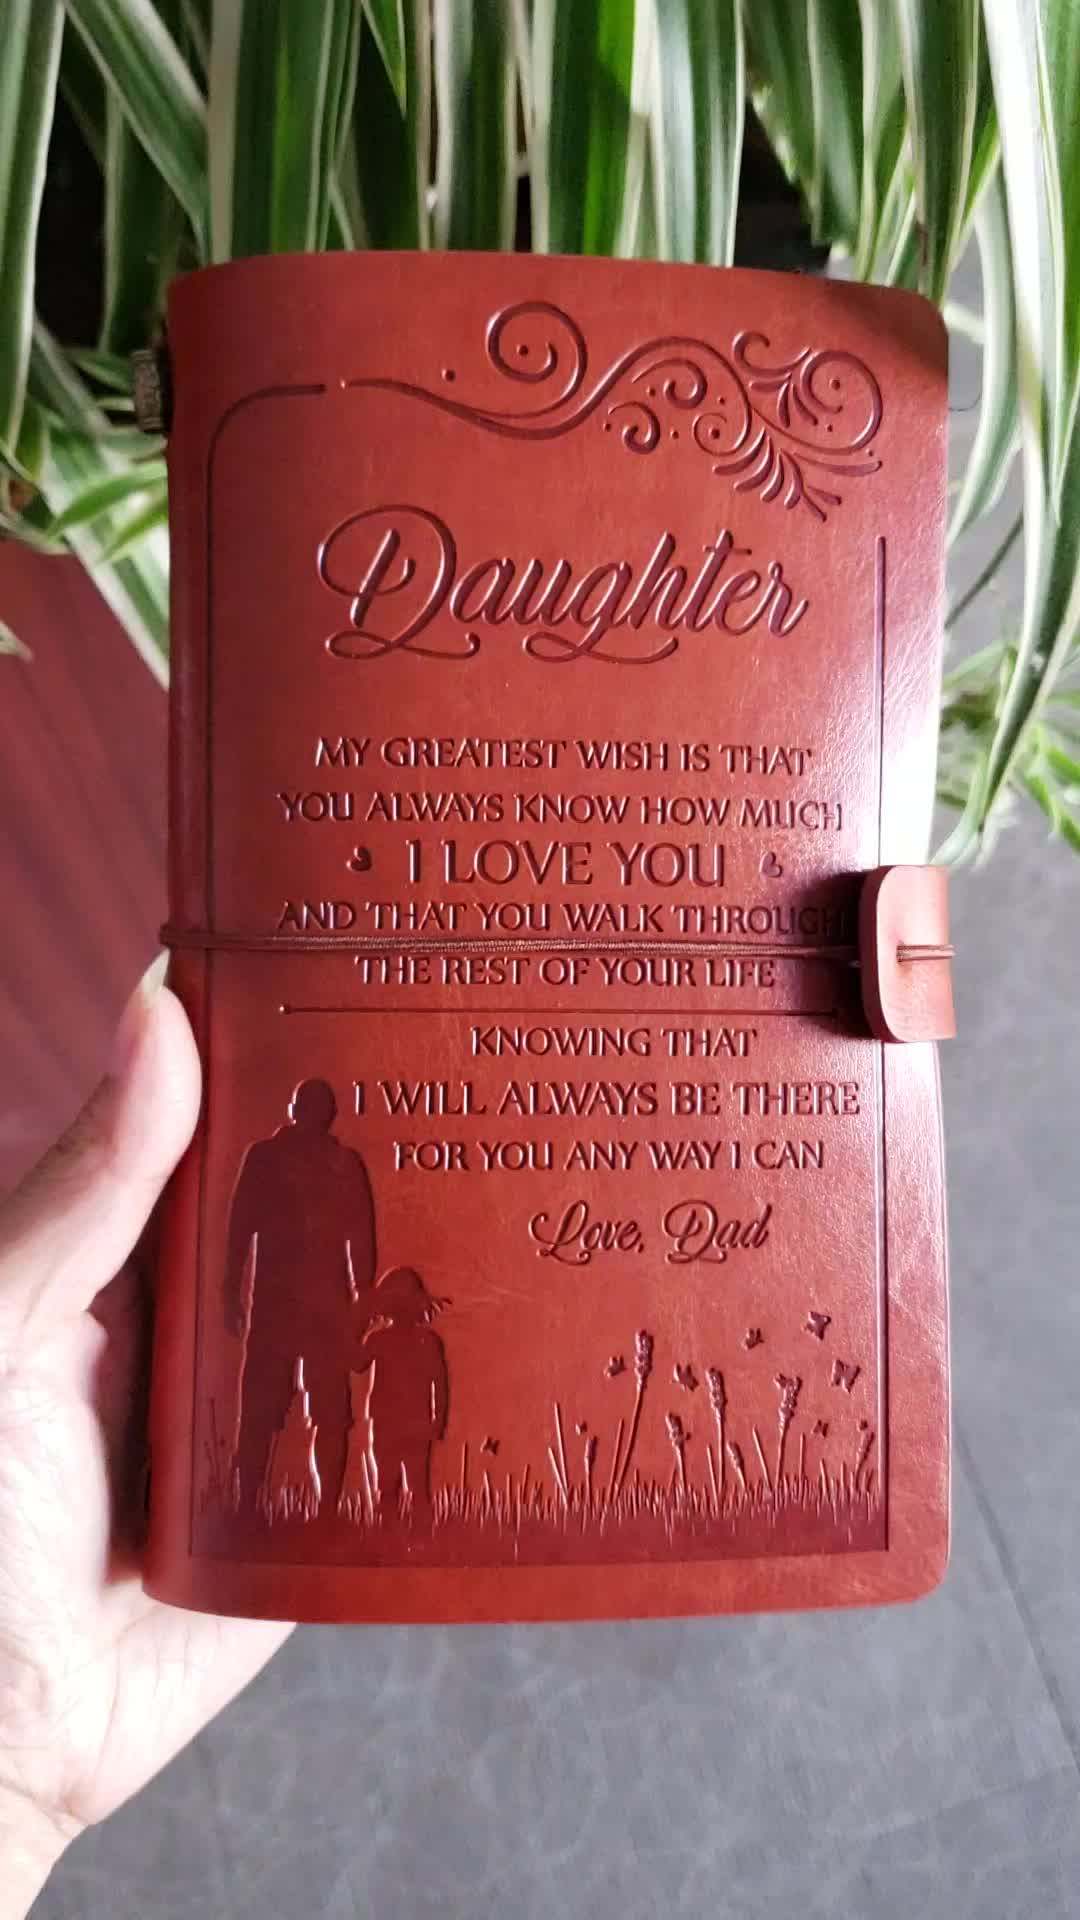 Daughter
MY GREATEST WISH IS THAT
YOU ALWAYS KNOW HOW MUCH
I LOVE YOU
AND THAT YOU WALK THROUGH
THE REST OF YOUR LIFE
KNOWING THAT
I WILL ALWAYS BE THERE
FOR YOU ANY WAY I CAN
Love, Dad